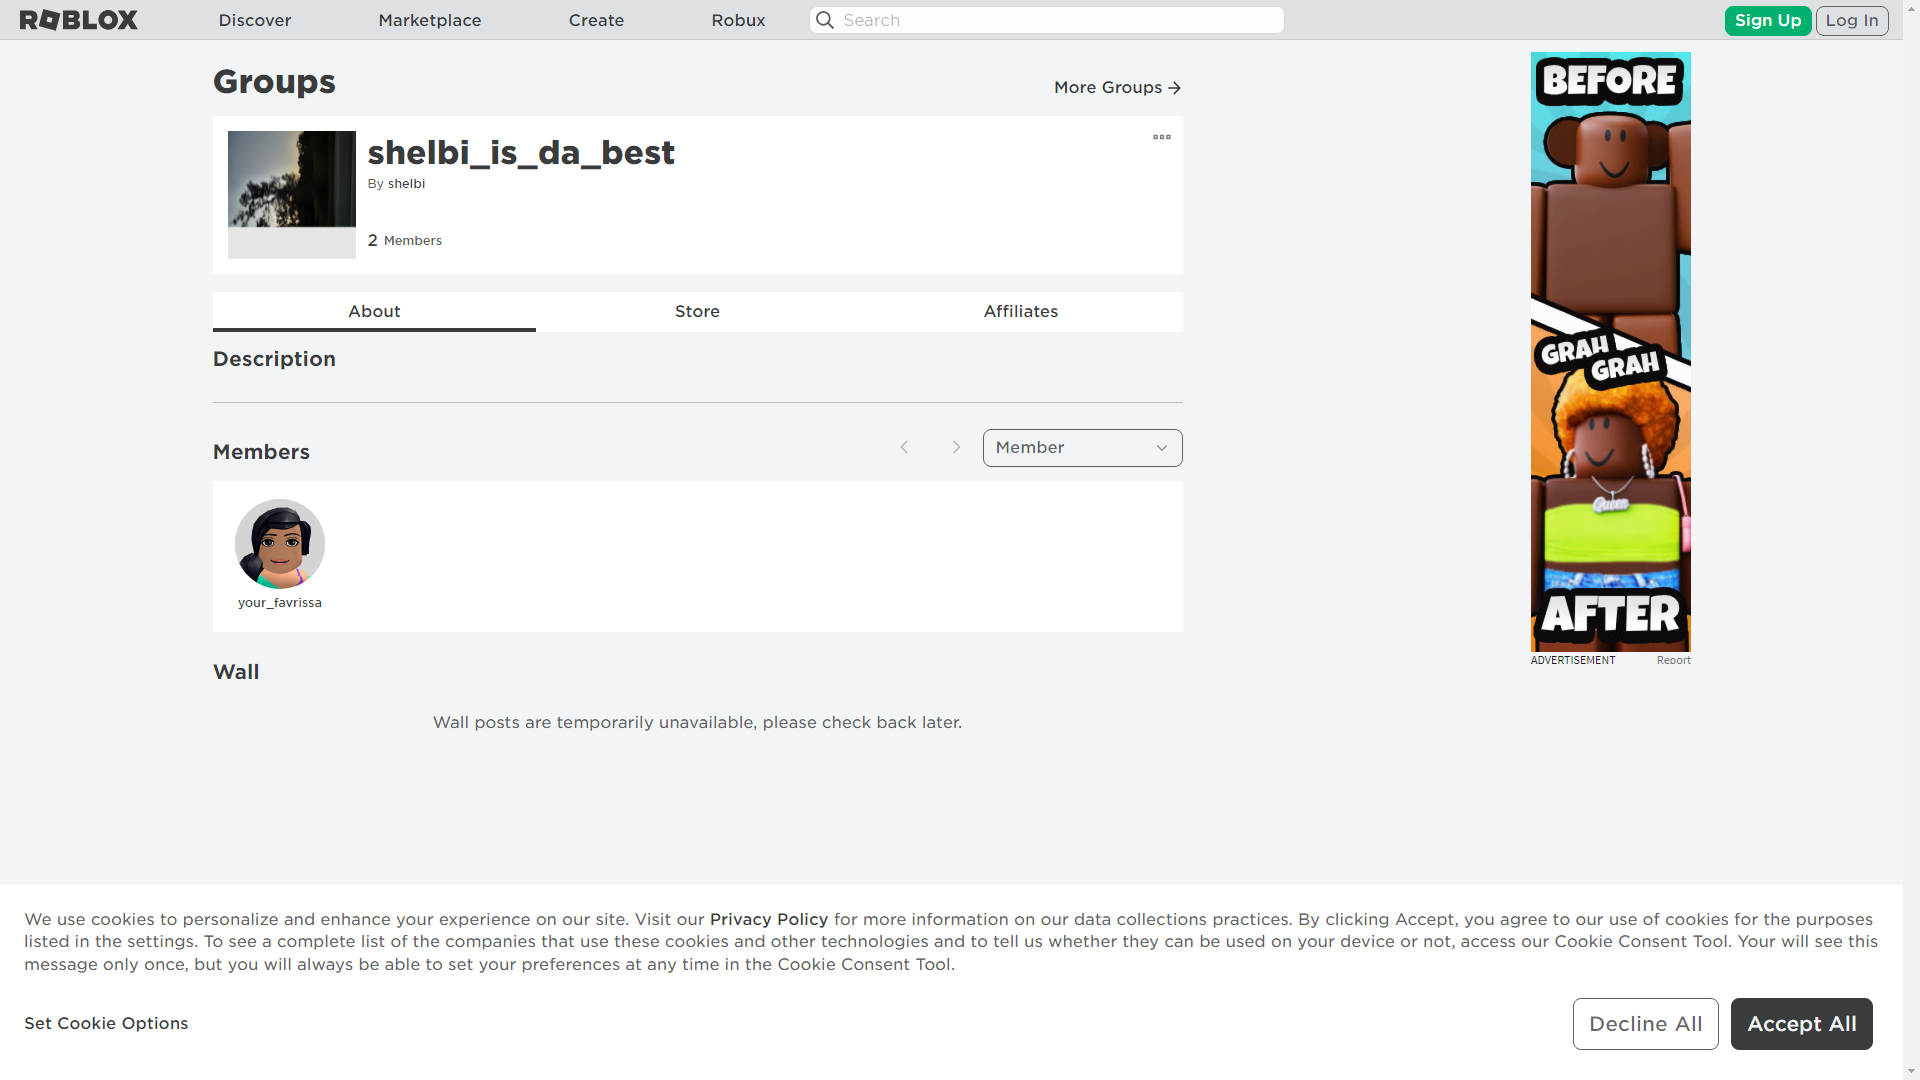 ROBLOX
Discover
Marketplace
Create
Robux
Search
Sign Up
Log In
Groups
More Groups
shelbi_is_da_best
By shelbi
2 Members
About
Store
Affiliates
Description
Members
Member
your_favrissa
Wall
Wall posts are temporarily unavailable, please check back later.
BEFORE
GRAH
GRAH
Queen
AFTER
ADVERTISEMENT
Report
We use cookies to personalize and enhance your experience on our site. Visit our Privacy Policy for more information on our data collections practices. By clicking Accept, you agree to our use of cookies for the purposes
listed in the settings. To see a complete list of the companies that use these cookies and other technologies and to tell us whether they can be used on your device or not, access our Cookie Consent Tool. Your will see this
message only once, but you will always be able to set your preferences at any time in the Cookie Consent Tool.
Set Cookie Options
Decline All
Accept All